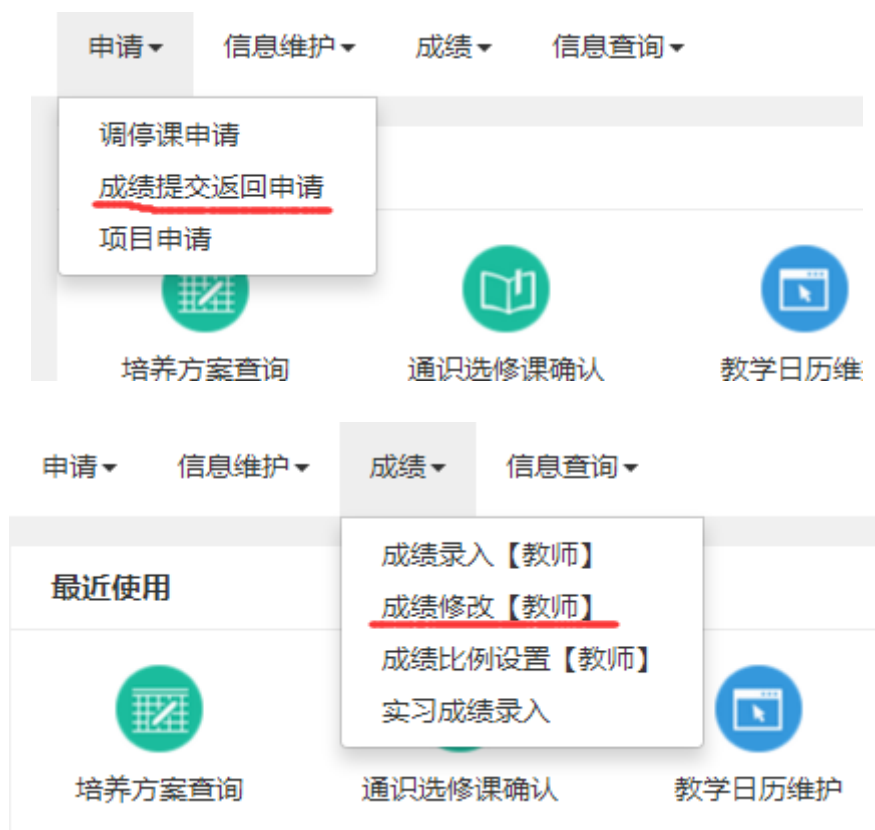 申请 信息维护 成绩 信息查询
调停课申请
成绩提交返回申请
项目申请
培养方案查询 通识选修课确认 教学日历维
申请 信息维护 成绩 信息查询
成绩录入【教师】
最近使用
成绩修改【教师】
成绩比例设置【教师】
实习成绩录入
培养方案查询 通识选修课确认 教学日历维护